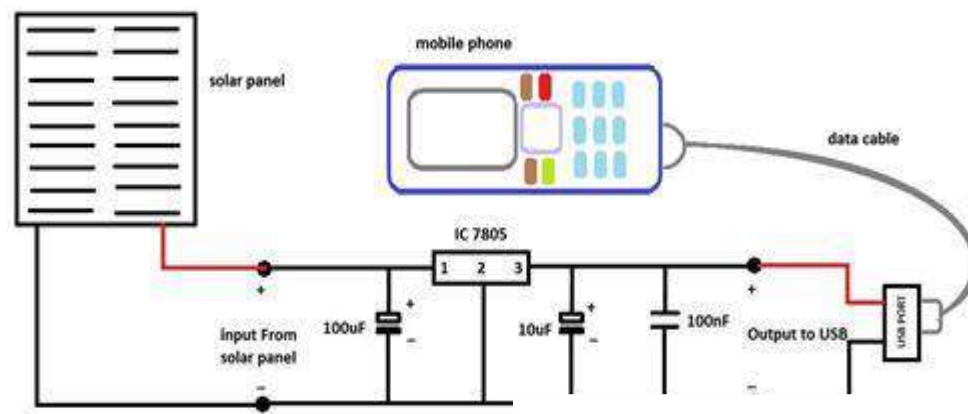 mobile phone
solar panel
data cable
IC 7805
1 2 3
+
+
+
+
100uF
10uF
100nF
input From
solar panel
Output to USB
USB PORT
−
−
−
−